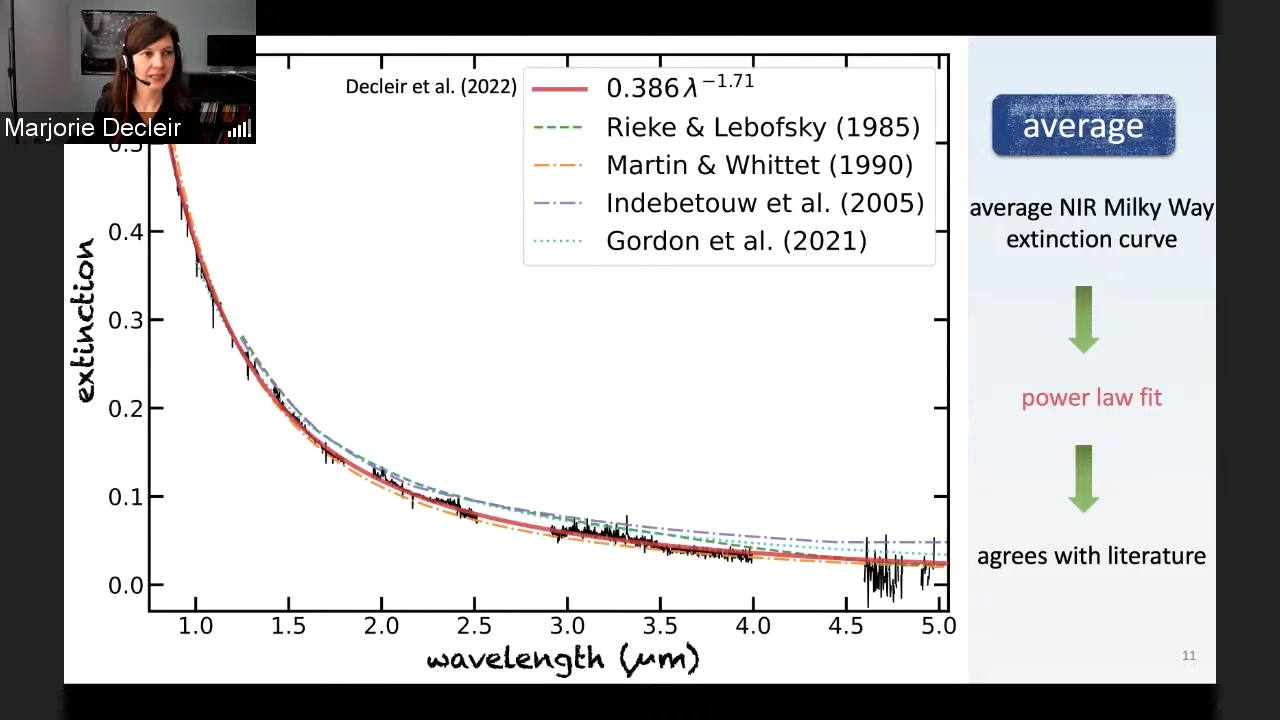 Marjorie Decleir
Decleir et al. (2022)
0.386 λ^−1.71
Rieke & Lebofsky (1985)
Martin & Whittet (1990)
Indebetouw et al. (2005)
Gordon et al. (2021)
extinction
0.4
0.3
0.2
0.1
0.0
1.0 1.5 2.0 2.5 3.0 3.5 4.0 4.5 5.0
wavelength (μm)
average
average NIR Milky Way
extinction curve
power law fit
agrees with literature
11